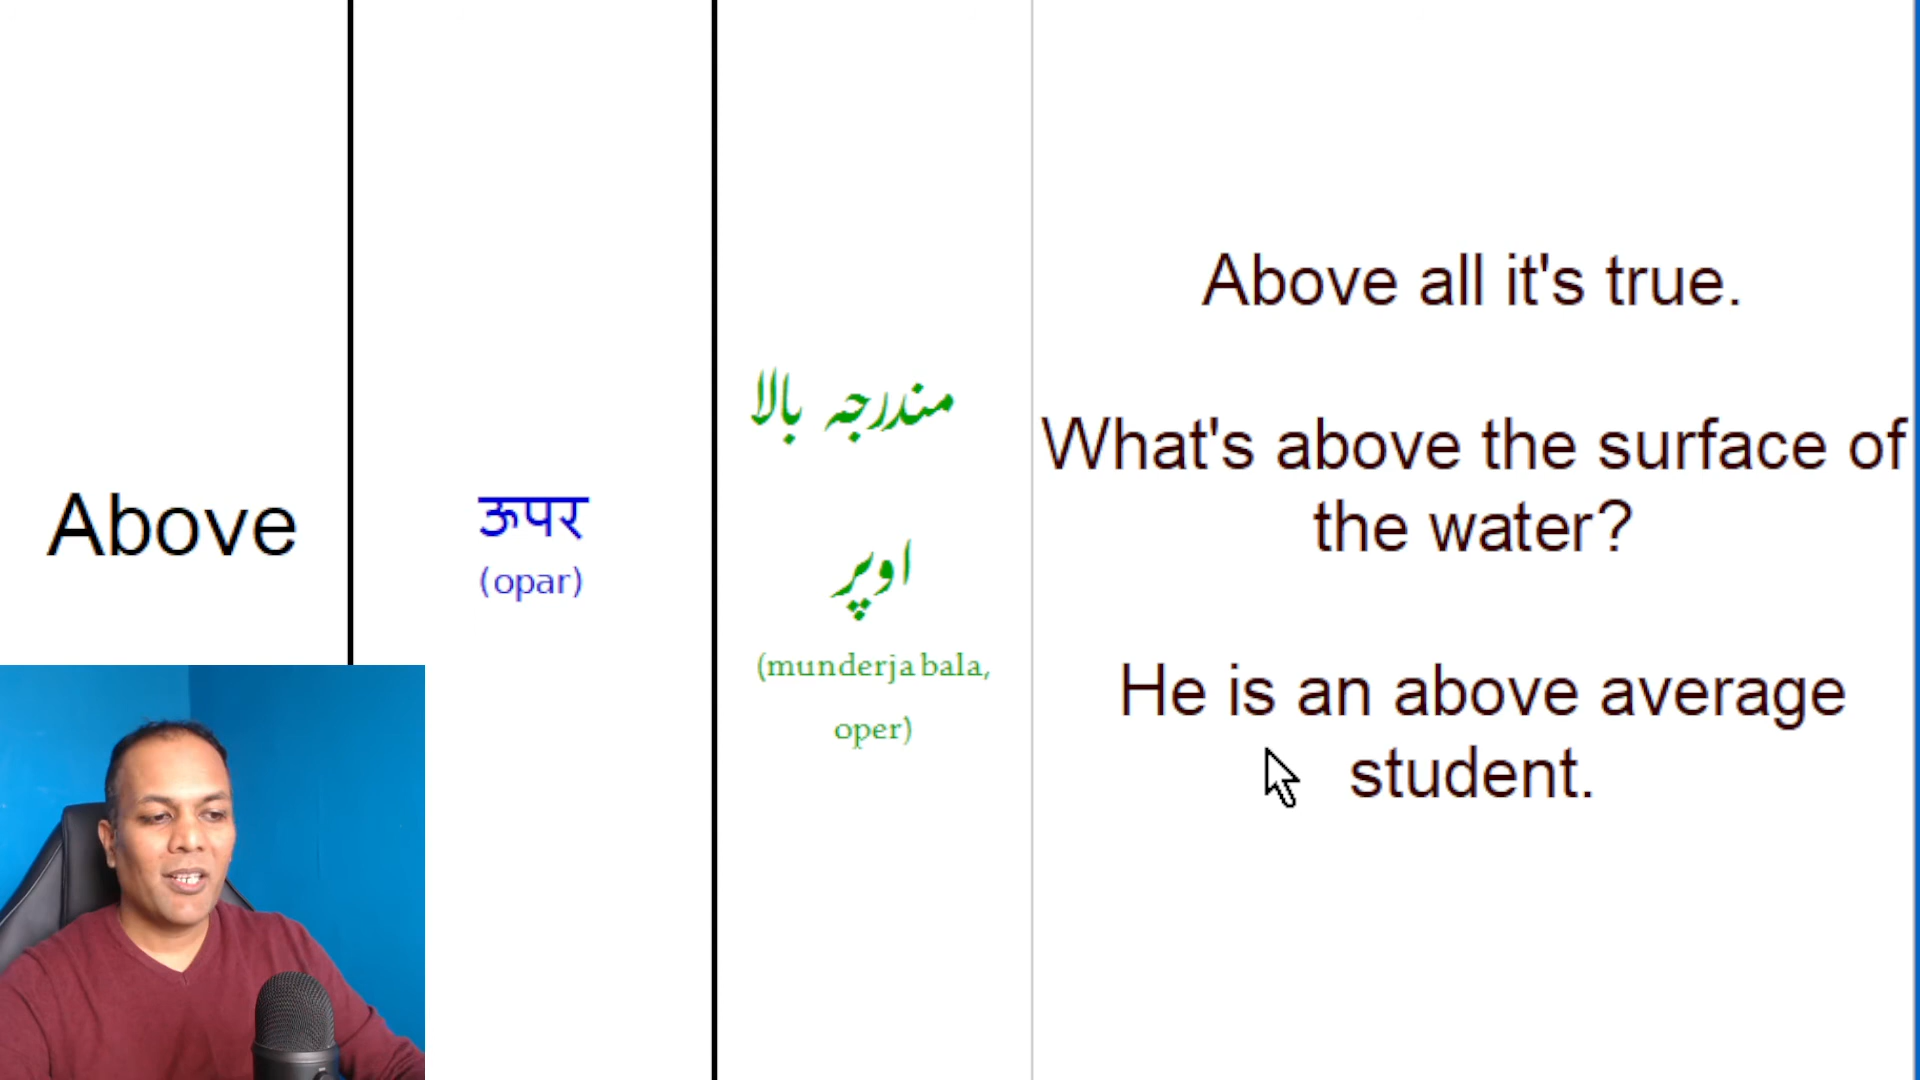 Above
ऊपर
(opar)
مندرجہ بالا
اوپر
(munderja bala,
oper)
Above all it's true.
What's above the surface of
the water?
He is an above average
student.